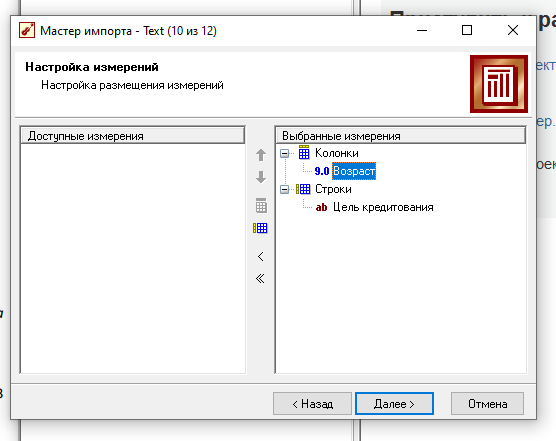 Мастер импорта - Text (10 из 12)
Настройка измерений
Настройка размещения измерений
Доступные измерения
Выбранные измерения
Колонки
9.0 Возраст
Строки
ab Цель кредитования
< Назад
Далее >
Отмена